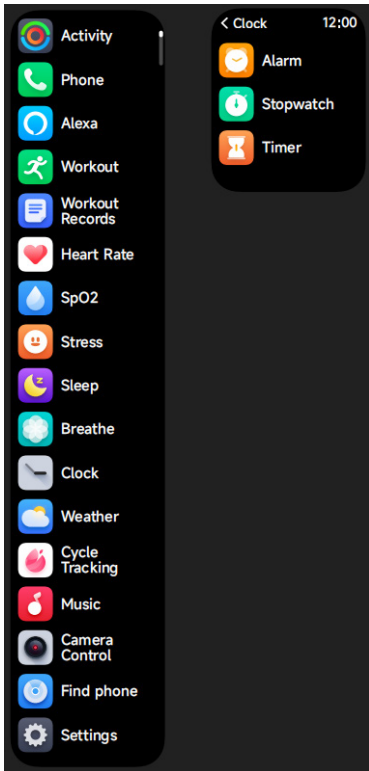 Activity
Phone
Alexa
Workout
Workout
Records
Heart Rate
SpO2
Stress
Sleep
Breathe
Clock
Weather
Cycle
Tracking
Music
Camera
Control
Find phone
Settings
< Clock 12:00
Alarm
Stopwatch
Timer